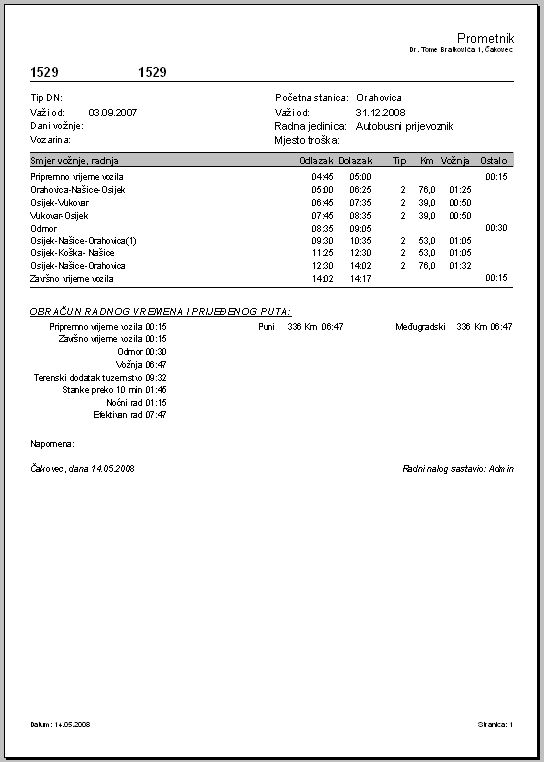 Prometnik
Dr. Tome Bratkovića 1, Čakovec
1529 1529
Tip DN: Početna stanica: Orahovica
Važi od: 03.09.2007 Važi od: 31.12.2008
Dani vožnje: Radna jedinica: Autobusni prijevoznik
Vozarina: Mjesto troška:
Smjer vožnje, radnja Odlazak Dolazak Tip Km Vožnja Ostalo
Pripremno vrijeme vozila 04:45 05:00 00:15
Orahovica-Našice-Osijek 05:00 06:25 2 76,0 01:25
Osijek-Vukovar 06:45 07:35 2 39,0 00:50
Vukovar-Osijek 07:45 08:35 2 39,0 00:50
Odmor 08:35 09:05 00:30
Osijek-Našice-Orahovica(1) 09:30 10:35 2 53,0 01:05
Osijek-Koška- Našice 11:25 12:30 2 53,0 01:05
Osijek-Našice-Orahovica 12:30 14:02 2 76,0 01:32
Završno vrijeme vozila 14:02 14:17 00:15
OBRAČUN RADNOG VREMENA I PRIJEĐENOG PUTA:
Pripremno vrijeme vozila 00:15 Puni 336 Km 06:47 Međugradski 336 Km 06:47
Završno vrijeme vozila 00:15
Odmor 00:30
Vožnja 06:47
Terenski dodatak tuzemstvo 09:32
Stanke preko 10 min 01:45
Noćni rad 01:15
Efektivan rad 07:47
Napomena:
Čakovec, dana 14.05.2008 Radni nalog sastavio: Admin
Datum: 14.05.2008 Stranica: 1